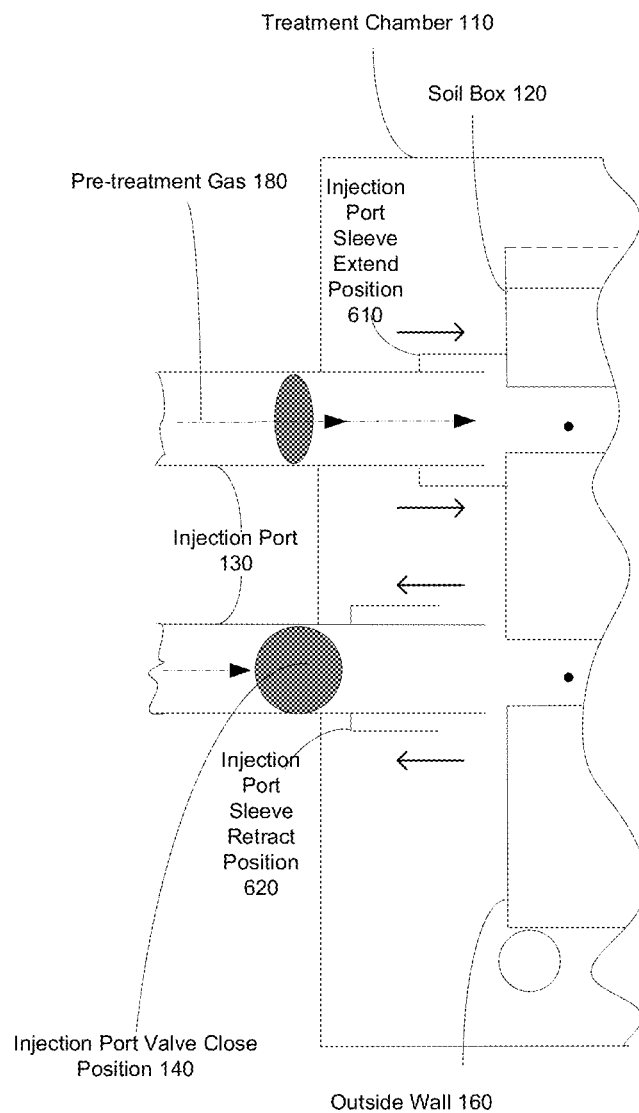 Treatment Chamber 110
Soil Box 120
Pre-treatment Gas 180
Injection
Port
Sleeve
Extend
Position
610
Injection Port
130
Injection
Port
Sleeve
Retract
Position
620
Injection Port Valve Close
Position 140
Outside Wall 160